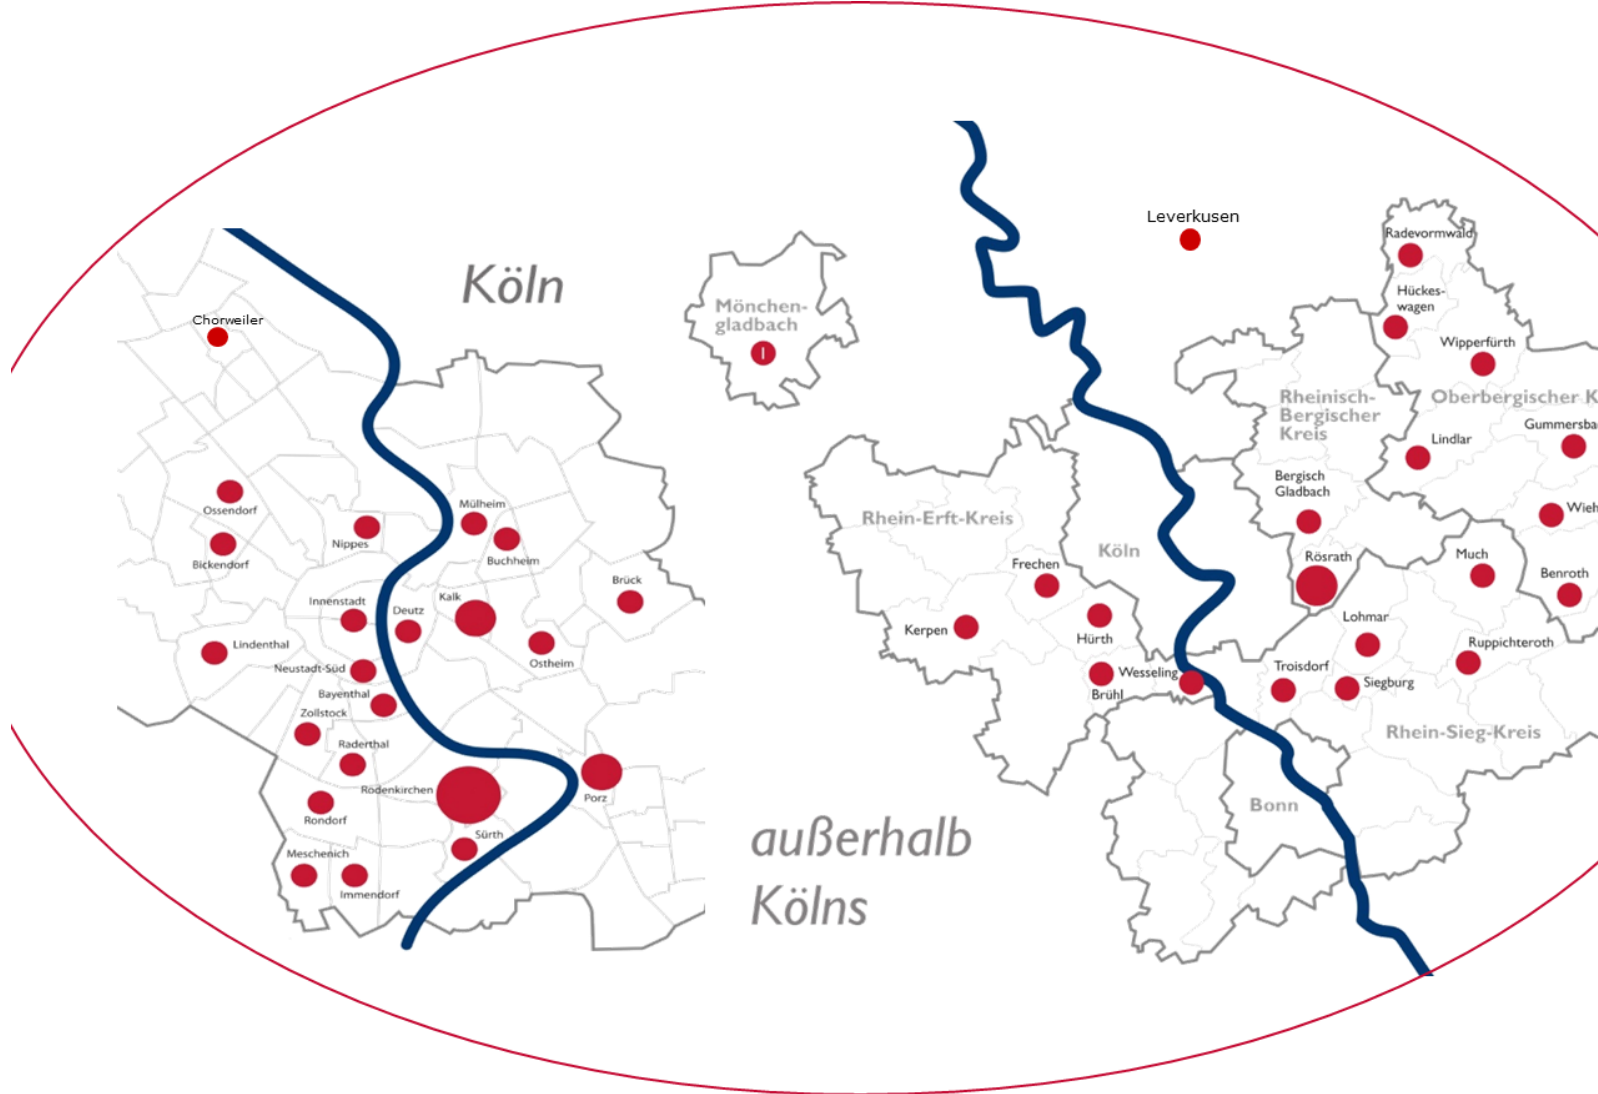 Köln
Chorweiler
Ossendorf
Bickendorf
Nippes
Mülheim
Buchheim
Brück
Innenstadt
Deutz
Kalk
Ostheim
Lindenthal
Neustadt-Süd
Bayenthal
Zollstock
Raderthal
Rodenkirchen
Porz
Rondorf
Sürth
Meschenich
Immendorf
Mönchen-
gladbach
I
außerhalb
Kölns
Leverkusen
Radevormwald
Hückes-
wagen
Wipperfürth
Rheinisch-
Bergischer
Kreis
Oberbergischer K
Gummersba
Lindlar
Bergisch
Gladbach
Wieh
Rhein-Erft-Kreis
Köln
Frechen
Rösrath
Much
Benroth
Kerpen
Hürth
Lohmar
Ruppichteroth
Wesseling
Brühl
Troisdorf
Siegburg
Rhein-Sieg-Kreis
Bonn